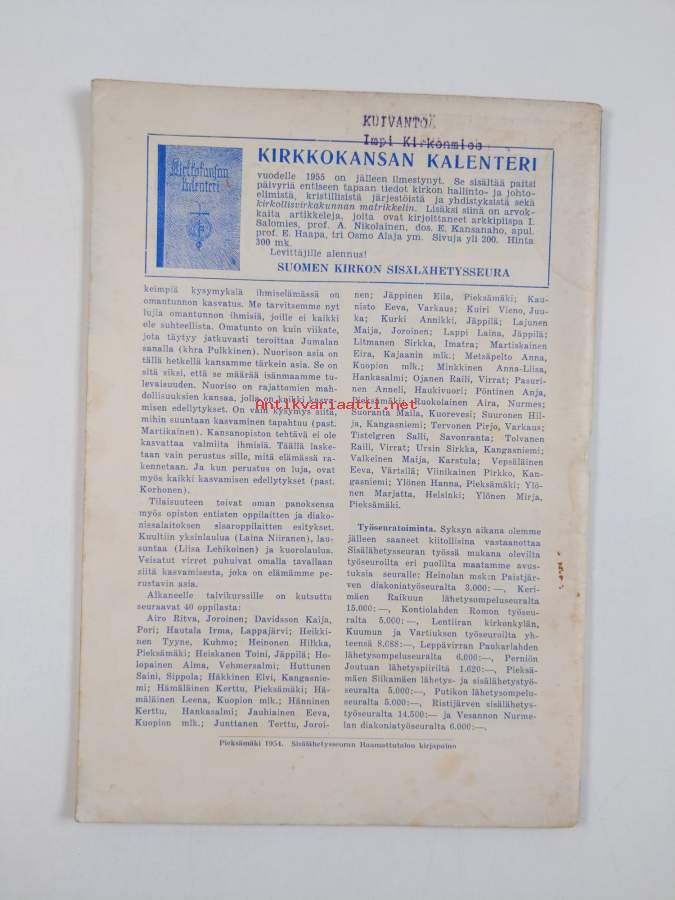 KUIVANTO
Impi Kirkonmies
Kirkkokansan
kalenteri
KIRKKOKANSAN KALENTERI
vuodelle 1955 on jälleen ilmestynyt. Se sisältää paitsi
päivyriä entiseen tapaan tiedot kirkon hallinto- ja johto-
elimistä, kristillisistä järjestöistä ja yhdistyksistä sekä
kirkollisvirkakunnan matrikkelin. Lisäksi siinä on arvok-
kaita artikkeleja, joita ovat kirjoittaneet arkkipiispa I.
Salomies, prof. A. Nikolainen, dos. E. Kansanaho, apul.
prof. E. Haapa, tri Osmo Alaja ym. Sivuja yli 200. Hinta
300 mk.
Levittäjille alennus!
SUOMEN KIRKON SISÄLÄHETYSSEURA
keimpiä kysymyksiä ihmiselämässä on
omantunnon kasvatus. Me tarvitsemme nyt
lujia omantunnon ihmisiä, joille ei kaikki
ole suhteellista. Omatunto on kuin viikate,
jota täytyy jatkuvasti teroittaa Jumalan
sanalla (khra Pulkkinen). Nuorison asia on
tällä hetkellä kansamme tärkein asia. Se on
sitä siksi, että se määrää isänmaamme tu-
levaisuuden. Nuoriso on rajattomien mah-
dollisuuksien kansaa, jolla on kaikki kasva-
misen edellytykset. On vain kysymys siitä,
mihin suuntaan kasvaminen tapahtuu (past.
Martikainen). Kansanopiston tehtävä ei ole
kasvattaa valmiita ihmisiä. Täällä laske-
taan vain perustus sille, mitä elämässä ra-
kennetaan. Ja kun perustus on luja, ovat
myös kaikki kasvamisen edellytykset (past.
Korhonen).
Tilaisuuteen toivat oman panoksensa
myös opiston entisten oppilaitten ja diako-
nissalaitoksen sisaroppilaitten esitykset.
Kuultiin yksinlaulua (Laina Niiranen), lau-
suntaa (Liisa Lehikoinen) ja kuorolaulua.
Veisatut virret puhuivat omalla tavallaan
siitä kasvamisesta, joka on elämämme pe-
rustavin asia.
Alkaneelle talvikurssille on kutsuttu
seuraavat 40 oppilasta:
Airo Ritva, Joroinen; Davidsson Kaija,
Pori; Hautala Irma, Lappajärvi; Heikki-
nen Tyyne, Kuhmo; Heinonen Hilkka,
Pieksämäki; Heiskanen Toini, Jäppilä; Ho-
lopainen Alma, Vehmersalmi; Huttunen
Saini, Sippola; Häkkinen Elvi, Kangasnie-
mi; Hämäläinen Kerttu, Pieksämäki; Hä-
mäläinen Leena, Kuopion mlk.; Hänninen
Kerttu, Hankasalmi; Jauhiainen Eeva,
Kuopion mlk.; Junttanen Terttu, Joroi-
nen; Jäppinen Eila, Pieksämäki; Kau-
nisto Eeva, Varkaus; Kuiri Vieno, Juu-
ka; Kurki Annikki, Jäppilä; Lajunen
Maija, Joroinen; Lappi Laina, Jäppilä;
Litmanen Sirkka, Imatra; Martiskainen
Eira, Kajaanin mlk.; Metsäpelto Anna,
Kuopion mlk.; Minkkinen Anna-Liisa,
Hankasalmi; Ojanen Raili, Virrat; Pasuri-
nen Anneli, Haukivuori; Pöntinen Anja,
Pieksämäki; Ruokolainen Aira, Nurmes;
Suoranta Maila, Kuorevesi; Suuronen Hil-
ja, Kangasniemi; Tervonen Pirjo, Varkaus;
Tistelgren Salli, Savonranta; Tolvanen
Raili, Virrat; Ursin Sirkka, Kangasniemi;
Valkeinen Maija, Karstula; Vepsäläinen
Eeva, Värtsilä; Viinikainen Pirkko, Kan-
gasniemi; Ylönen Hanna, Pieksämäki; Ylö-
nen Marjatta, Helsinki; Ylönen Mirja,
Pieksämäki.
Työseuratoiminta. Syksyn aikana olemme
jälleen saaneet kiitollisina vastaanottaa
Sisälähetysseuran työssä mukana olevilta
työseuroilta eri puolilta maatamme avus-
tuksia seuralle: Heinolan msk:n Paistjär-
ven diakoniatyöseuralta 3.000:—, Keri-
mäen Raikuun lähetysompeluseuralta
15.000:—, Kontiolahden Romon työseu-
ralta 5.000:—, Lentiiran kirkonkylän,
Kuumun ja Vartiuksen työseuroilta yh-
teensä 8.088:—, Leppävirran Paukarlahden
lähetysompeluseuralta 6.000:—, Perniön
Joutuan lähetyspiiriltä 1.620:—, Pieksä-
mäen Siikamäen lähetys- ja sisälähetystyö-
seuralta 5.000:—, Putikon lähetysompelu-
seuralta 5.000:—, Ristijärven sisälähetys-
työseuralta 14.500:— ja Vesannon Nurme-
lan diakoniatyöseuralta 6.000:—.
Antikvariaatti.net
Pieksämäki 1954. Sisälähetysseuran Raamattutalon kirjapaino